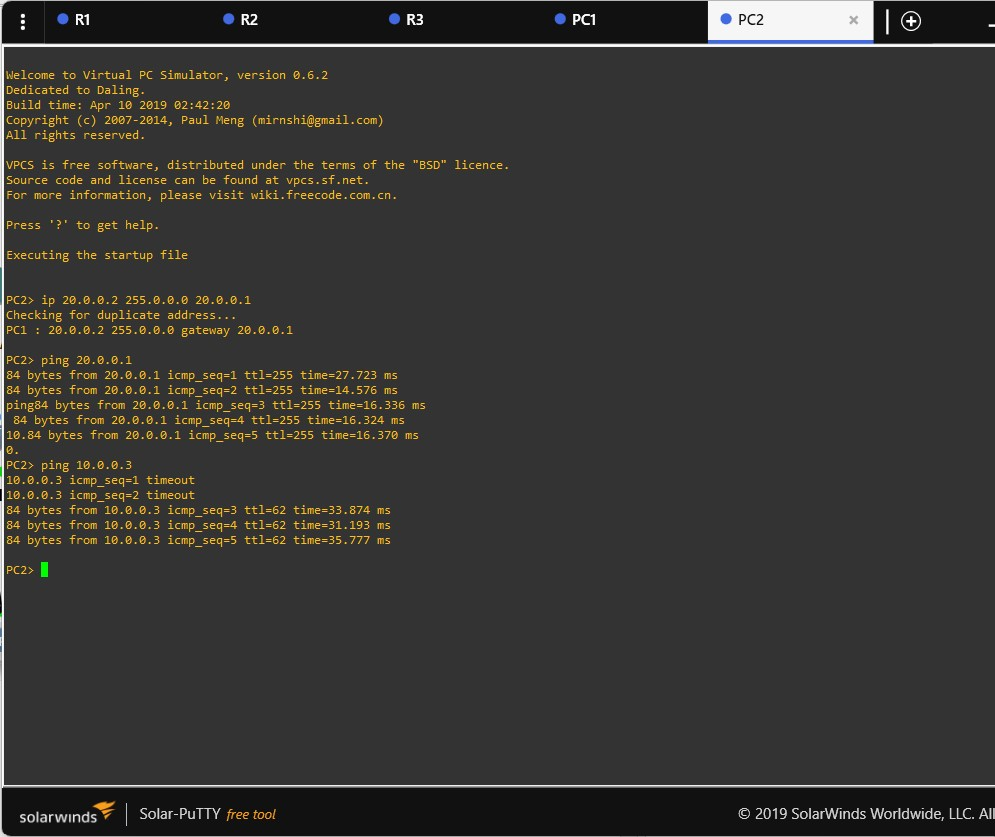 R1
R2
R3
PC1
PC2
Welcome to Virtual PC Simulator, version 0.6.2
Dedicated to Daling.
Build time: Apr 10 2019 02:42:20
Copyright (c) 2007-2014, Paul Meng (mirnshi@gmail.com)
All rights reserved.
VPCS is free software, distributed under the terms of the "BSD" licence.
Source code and license can be found at vpcs.sf.net.
For more information, please visit wiki.freecode.com.cn.
Press '?' to get help.
Executing the startup file
PC2> ip 20.0.0.2 255.0.0.0 20.0.0.1
Checking for duplicate address...
PC1 : 20.0.0.2 255.0.0.0 gateway 20.0.0.1
PC2> ping 20.0.0.1
84 bytes from 20.0.0.1 icmp_seq=1 ttl=255 time=27.723 ms
84 bytes from 20.0.0.1 icmp_seq=2 ttl=255 time=14.576 ms
ping84 bytes from 20.0.0.1 icmp_seq=3 ttl=255 time=16.336 ms
 84 bytes from 20.0.0.1 icmp_seq=4 ttl=255 time=16.324 ms
10.84 bytes from 20.0.0.1 icmp_seq=5 ttl=255 time=16.370 ms
0.
PC2> ping 10.0.0.3
10.0.0.3 icmp_seq=1 timeout
10.0.0.3 icmp_seq=2 timeout
84 bytes from 10.0.0.3 icmp_seq=3 ttl=62 time=33.874 ms
84 bytes from 10.0.0.3 icmp_seq=4 ttl=62 time=31.193 ms
84 bytes from 10.0.0.3 icmp_seq=5 ttl=62 time=35.777 ms
PC2>
solarwinds
Solar-PuTTY free tool
© 2019 SolarWinds Worldwide, LLC. All